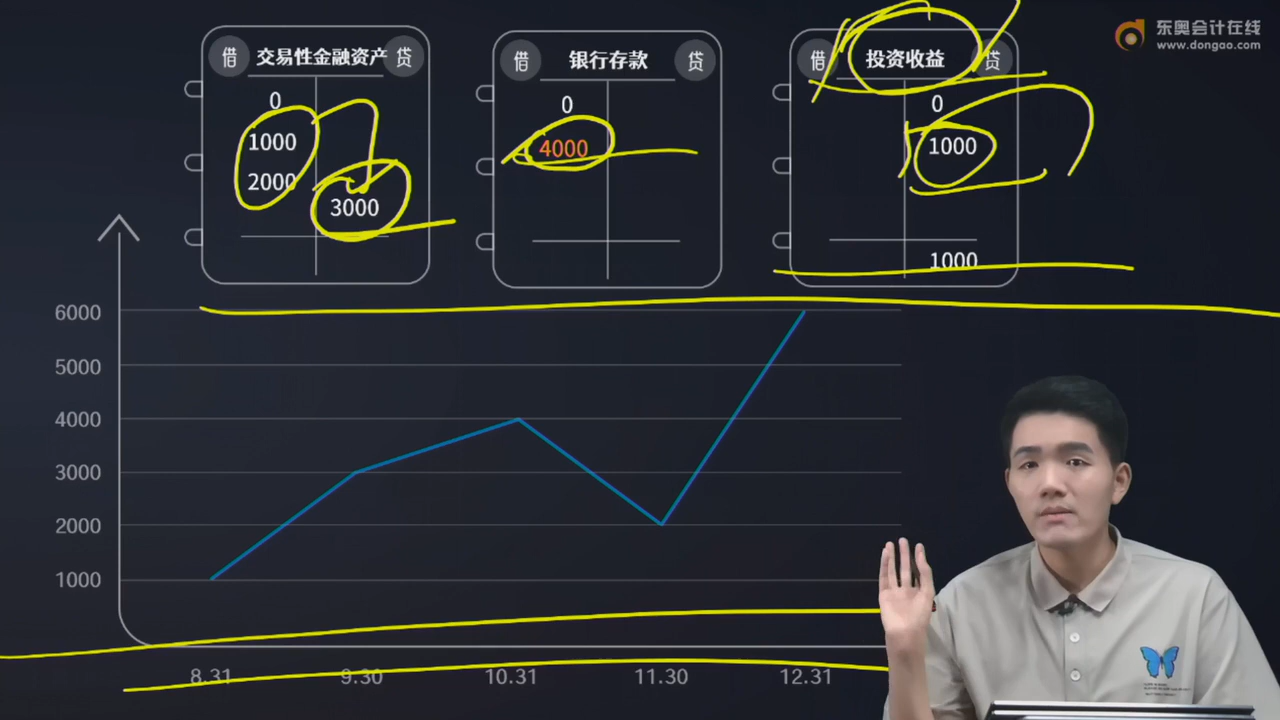 东奥会计在线
www.dongao.com
借 交易性金融资产 贷
0
1000
2000
3000
借 银行存款 贷
0
4000
借 投资收益 贷
0
1000
1000
6000
5000
4000
3000
2000
1000
8.31 9.30 10.31 11.30 12.31